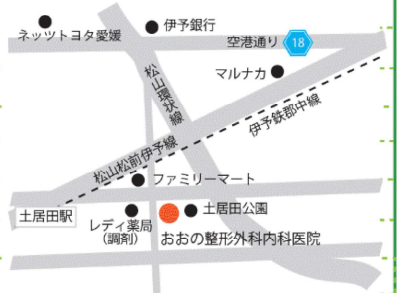 伊予銀行
ネッツトヨタ愛媛
空港通り
18
マルナカ
松山環状線
伊予鉄郡中線
松山松前伊予線
ファミリーマート
土居田駅
レディ薬局
(調剤)
土居田公園
おおの整形外科内科医院